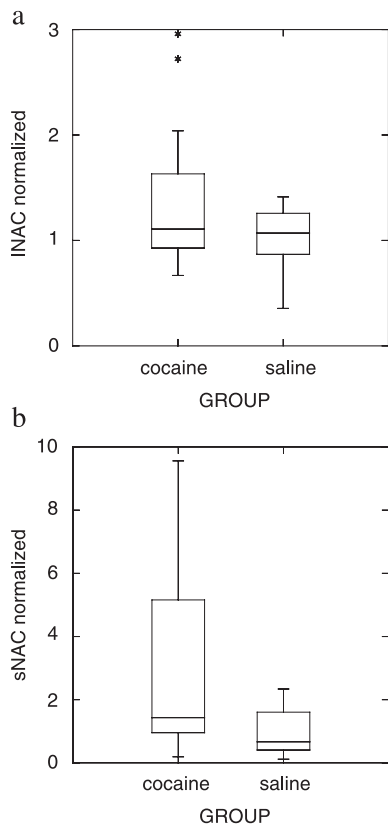 a
3
2
1
0
lNAC normalized
cocaine saline
GROUP
b
10
8
6
4
2
0
sNAC normalized
cocaine saline
GROUP